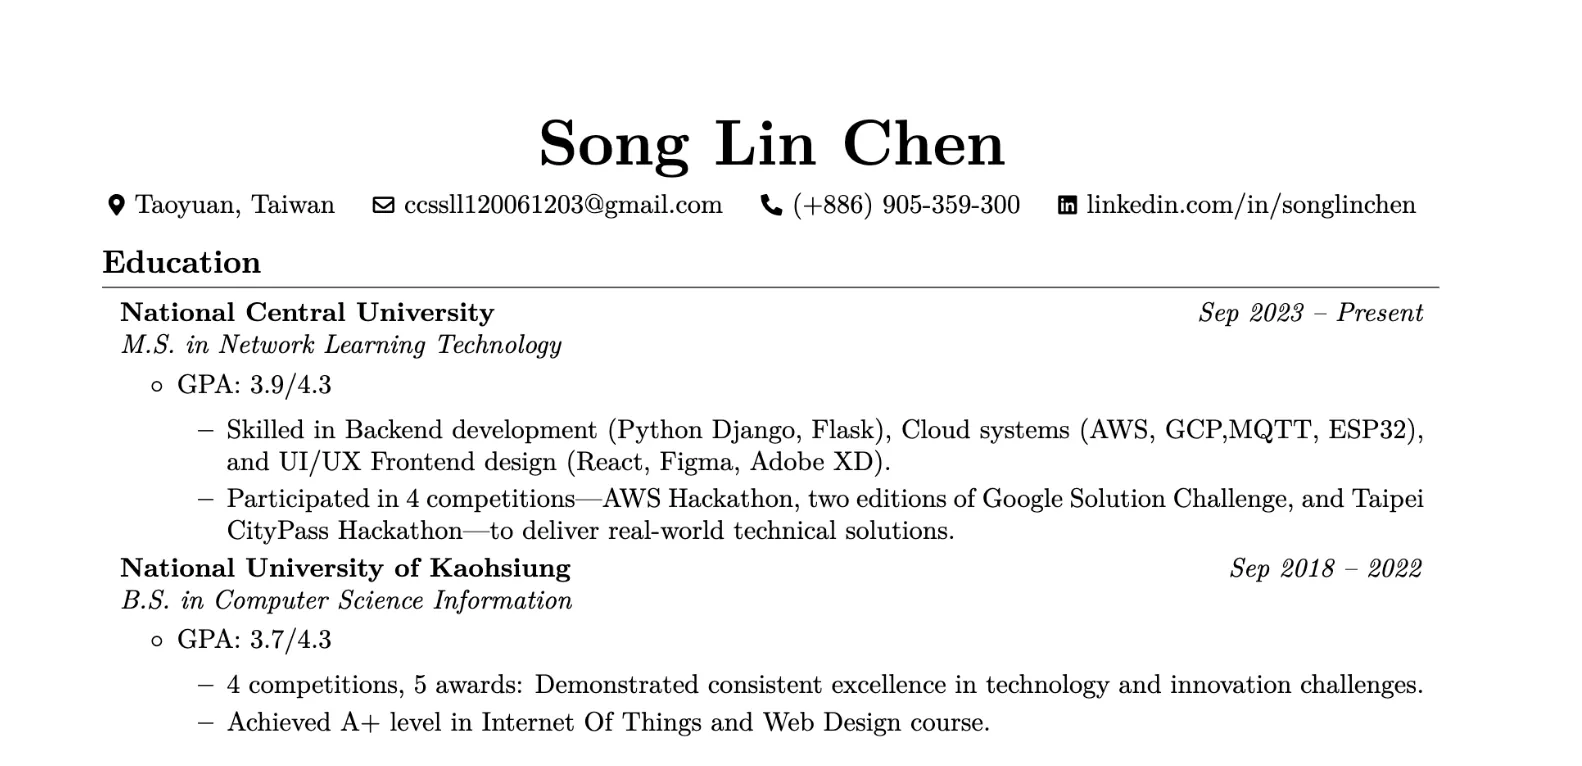 Song Lin Chen
Taoyuan, Taiwan ccssll120061203@gmail.com (+886) 905-359-300 linkedin.com/in/songlinchen
Education
National Central University Sep 2023 – Present
M.S. in Network Learning Technology
GPA: 3.9/4.3
– Skilled in Backend development (Python Django, Flask), Cloud systems (AWS, GCP,MQTT, ESP32),
and UI/UX Frontend design (React, Figma, Adobe XD).
– Participated in 4 competitions—AWS Hackathon, two editions of Google Solution Challenge, and Taipei
CityPass Hackathon—to deliver real-world technical solutions.
National University of Kaohsiung Sep 2018 – 2022
B.S. in Computer Science Information
GPA: 3.7/4.3
– 4 competitions, 5 awards: Demonstrated consistent excellence in technology and innovation challenges.
– Achieved A+ level in Internet Of Things and Web Design course.